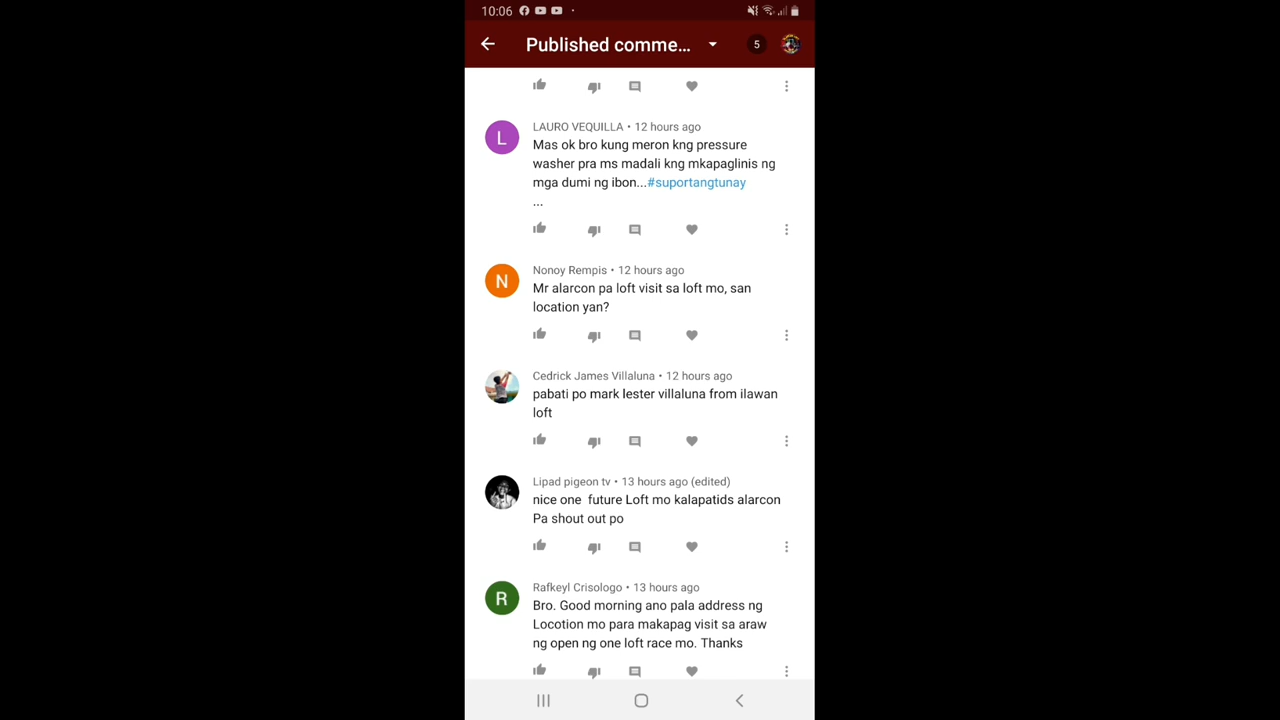 10:06
Published comme...
5
LAURO VEQUILLA • 12 hours ago
L
Mas ok bro kung meron kng pressure
washer pra ms madali kng mkapaglinis ng
mga dumi ng ibon...#suportangtunay
...
Nonoy Rempis • 12 hours ago
N
Mr alarcon pa loft visit sa loft mo, san
location yan?
Cedrick James Villaluna • 12 hours ago
pabati po mark lester villaluna from ilawan
loft
Lipad pigeon tv • 13 hours ago (edited)
nice one  future Loft mo kalapatids alarcon
Pa shout out po
Rafkeyl Crisologo • 13 hours ago
R
Bro. Good morning ano pala address ng
Locotion mo para makapag visit sa araw
ng open ng one loft race mo. Thanks